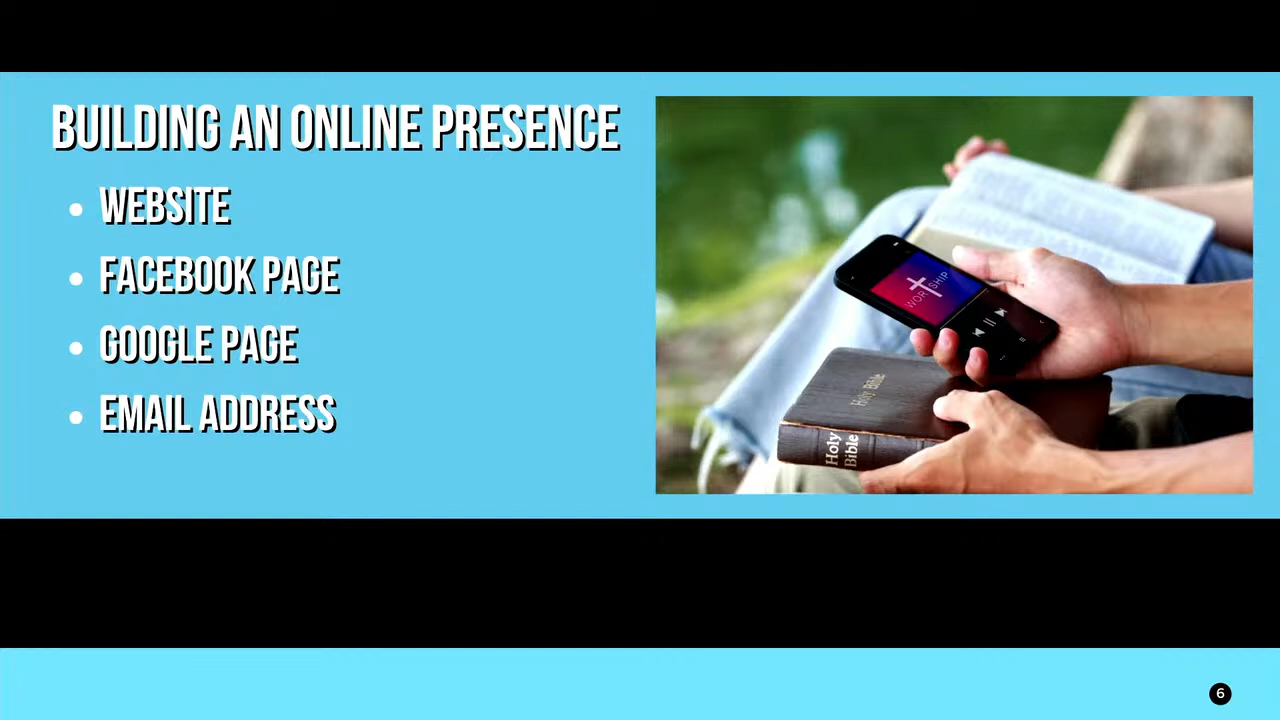 BUILDING AN ONLINE PRESENCE
• WEBSITE
• FACEBOOK PAGE
• GOOGLE PAGE
• EMAIL ADDRESS
WORSHIP
Holy Bible
Holy
Bible
6